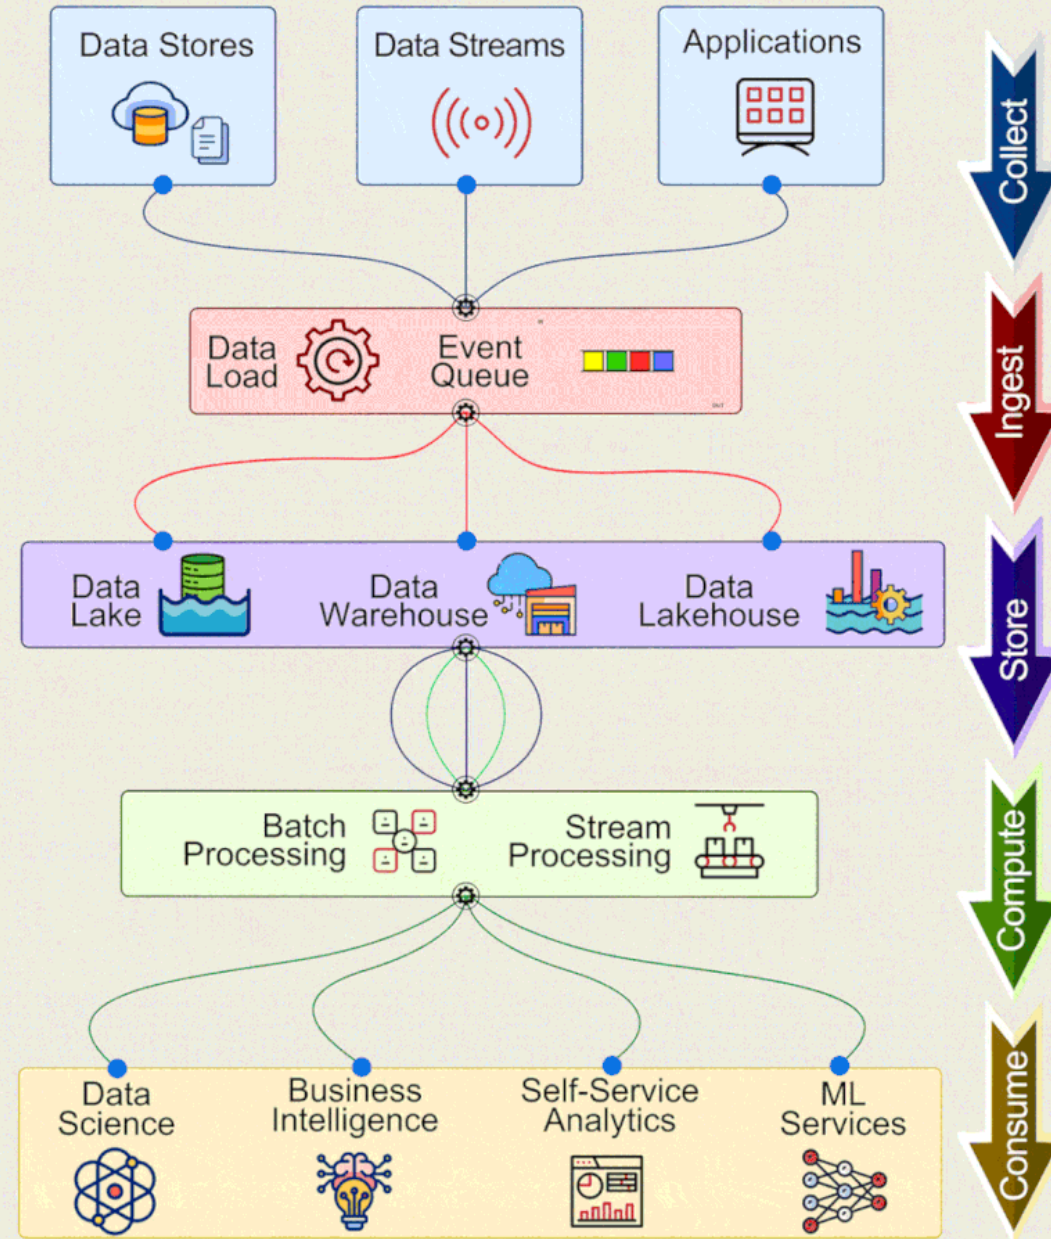 Data Stores
Data Streams
Applications
Collect
Data
Load
Event
Queue
Ingest
Data
Lake
Data
Warehouse
Data
Lakehouse
Store
Batch
Processing
Stream
Processing
Compute
Data
Science
Business
Intelligence
Self-Service
Analytics
ML
Services
Consume